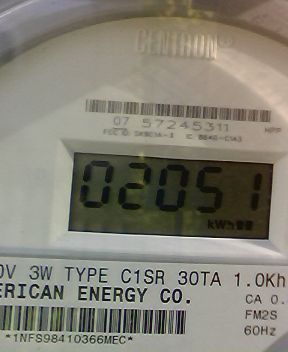 CENTRON®
07 57245311
02051
kWh
0V 3W TYPE C1SR 30TA 1.0Kh
ERICAN ENERGY CO.
CA 0.
FM2S
60Hz
*1NFS98410366MEC*